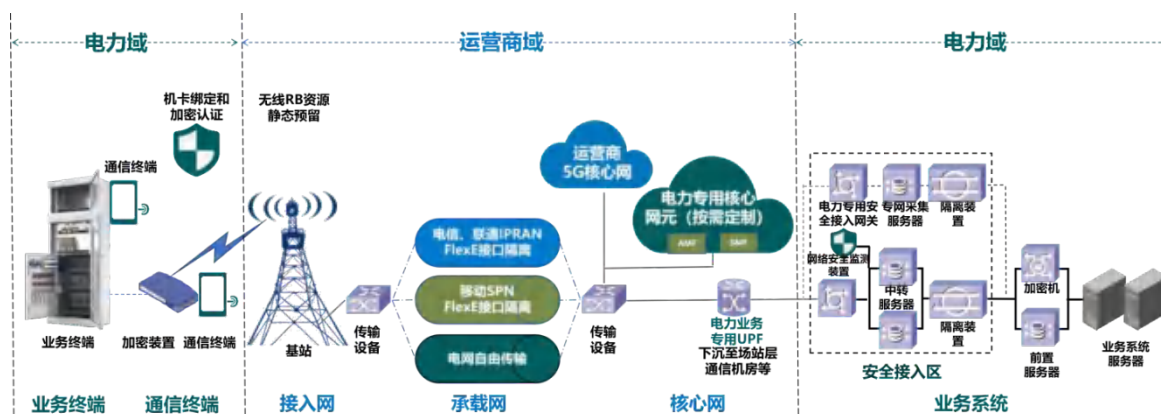 电力域
运营商域
电力域
机卡绑定和
加密认证
通信终端
业务终端
加密装置
通信终端
无线RB资源
静态预留
基站
传输
设备
电信、联通IPRAN
FlexE接口隔离
移动SPN
FlexE接口隔离
电网自有传输
运营商
5G核心网
电力专用核心
网元（按需定制）
AMF
SMF
传输
设备
电力业务
专用UPF
下沉至场站层
通信机房等
电力专用安
全接入网关
专网采集
服务器
隔离装
置
网络安全监测
装置
中转
服务器
隔离装
置
安全接入区
加密机
前置
服务器
业务系统
服务器
业务终端
通信终端
接入网
承载网
核心网
业务系统